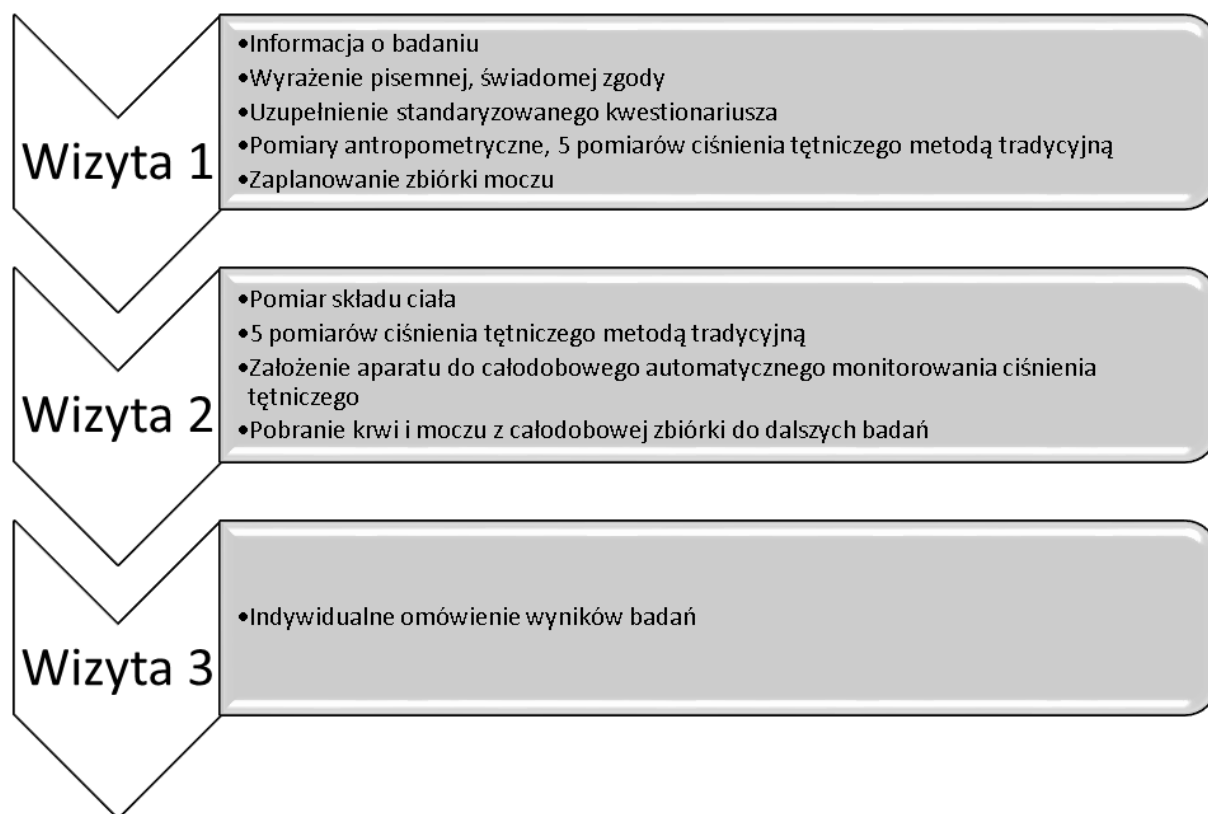 Wizyta 1
•Informacja o badaniu
•Wyrażenie pisemnej, świadomej zgody
•Uzupełnienie standaryzowanego kwestionariusza
•Pomiary antropometryczne, 5 pomiarów ciśnienia tętniczego metodą tradycyjną
•Zaplanowanie zbiórki moczu
Wizyta 2
•Pomiar składu ciała
•5 pomiarów ciśnienia tętniczego metodą tradycyjną
•Założenie aparatu do całodobowego automatycznego monitorowania ciśnienia
tętniczego
•Pobranie krwi i moczu z całodobowej zbiórki do dalszych badań
Wizyta 3
•Indywidualne omówienie wyników badań